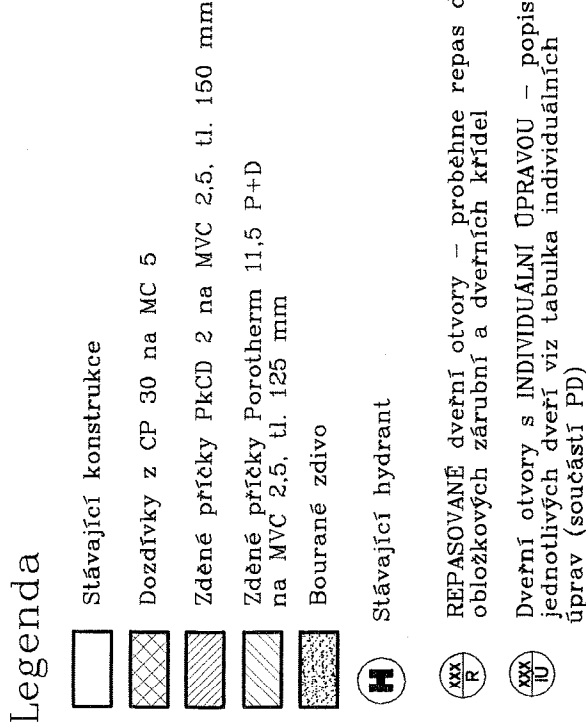 Legenda
Stávající konstrukce
Dozdívky z CP 30 na MC 5
Zděné příčky PkCD 2 na MVC 2,5, tl. 150 mm
Zděné příčky Porotherm 11,5 P+D
na MVC 2,5, tl. 125 mm
Bourané zdivo
H
Stávající hydrant
xxx
R
REPASOVANÉ dveřní otvory – proběhne repas
obložkových zárubní a dveřních křídel
xxx
IU
Dveřní otvory s INDIVIDUÁLNÍ ÚPRAVOU – popis
jednotlivých dveří viz tabulka individuálních
úprav (součástí PD)